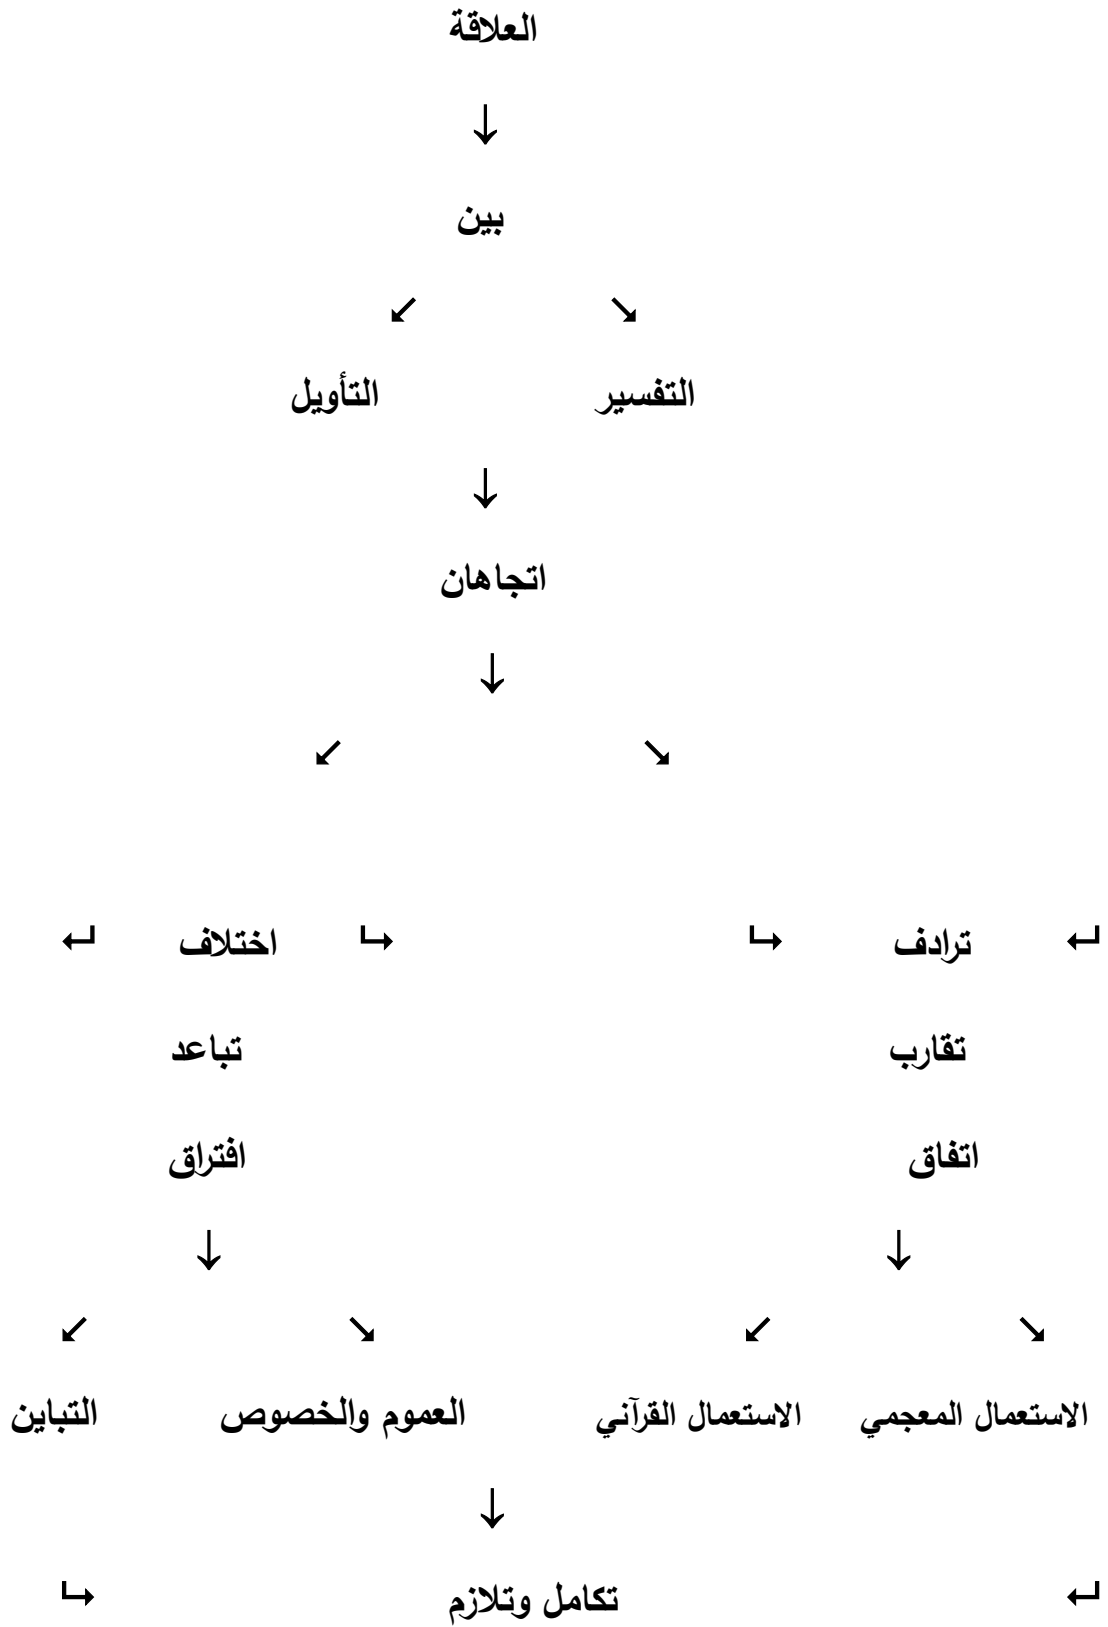 العلاقة
↓
بين
↘ ↙
التفسير التأويل
↓
اتجاهان
↓
↘ ↙
↵ ترادف ↳ ↳ اختلاف ↵
تقارب تباعد
اتفاق افتراق
↓ ↓
↘ ↙ ↘ ↙
الاستعمال المعجمي الاستعمال القرآني العموم والخصوص التباين
↓
↵ تكامل وتلازم ↳